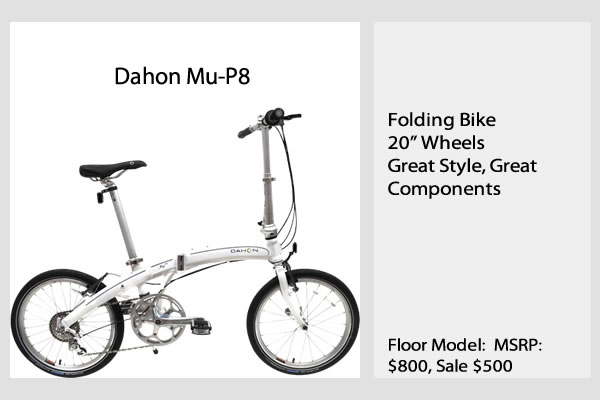 Dahon Mu-P8
DAHON
Folding Bike
20” Wheels
Great Style, Great
Components
Floor Model:  MSRP:
$800, Sale $500